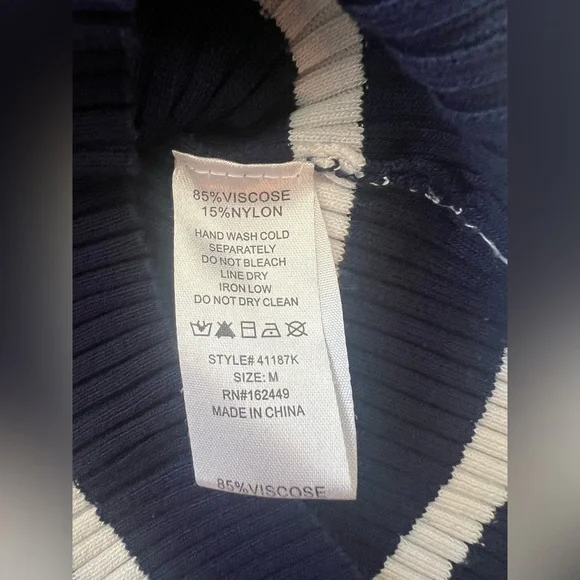 85%VISCOSE
15%NYLON
HAND WASH COLD
SEPARATELY
DO NOT BLEACH
LINE DRY
IRON LOW
DO NOT DRY CLEAN
STYLE# 41187K
SIZE: M
RN#162449
MADE IN CHINA
85%VISCOSE